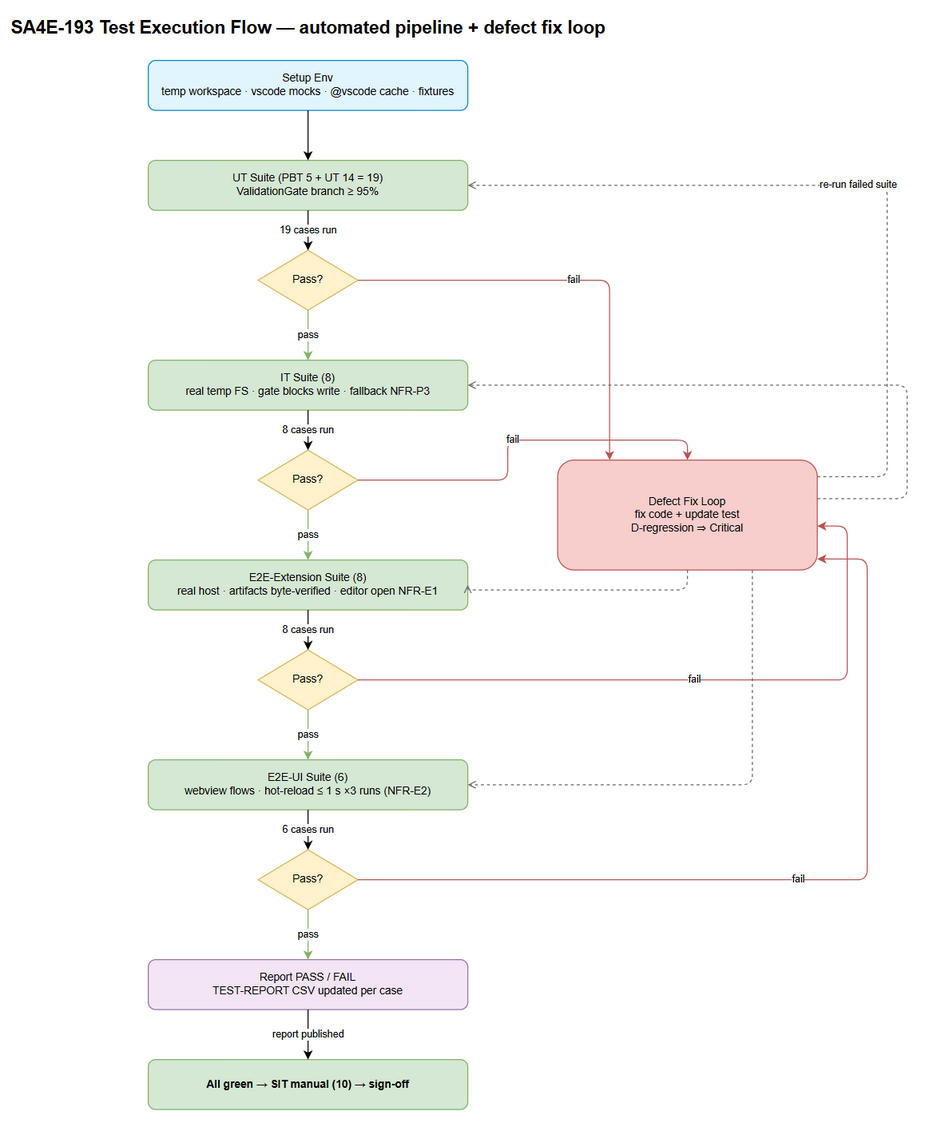 SA4E-193 Test Execution Flow — automated pipeline + defect fix loop
Setup Env
temp workspace · vscode mocks · @vscode cache · fixtures
UT Suite (PBT 5 + UT 14 = 19)
ValidationGate branch ≥ 95%
re-run failed suite
19 cases run
Pass?
fail
pass
IT Suite (8)
real temp FS · gate blocks write · fallback NFR-P3
8 cases run
fail
Pass?
Defect Fix Loop
fix code + update test
D-regression ⇒ Critical
pass
E2E-Extension Suite (8)
real host · artifacts byte-verified · editor open NFR-E1
8 cases run
Pass?
fail
pass
E2E-UI Suite (6)
webview flows · hot-reload ≤ 1 s ×3 runs (NFR-E2)
6 cases run
Pass?
fail
pass
Report PASS / FAIL
TEST-REPORT CSV updated per case
report published
All green → SIT manual (10) → sign-off